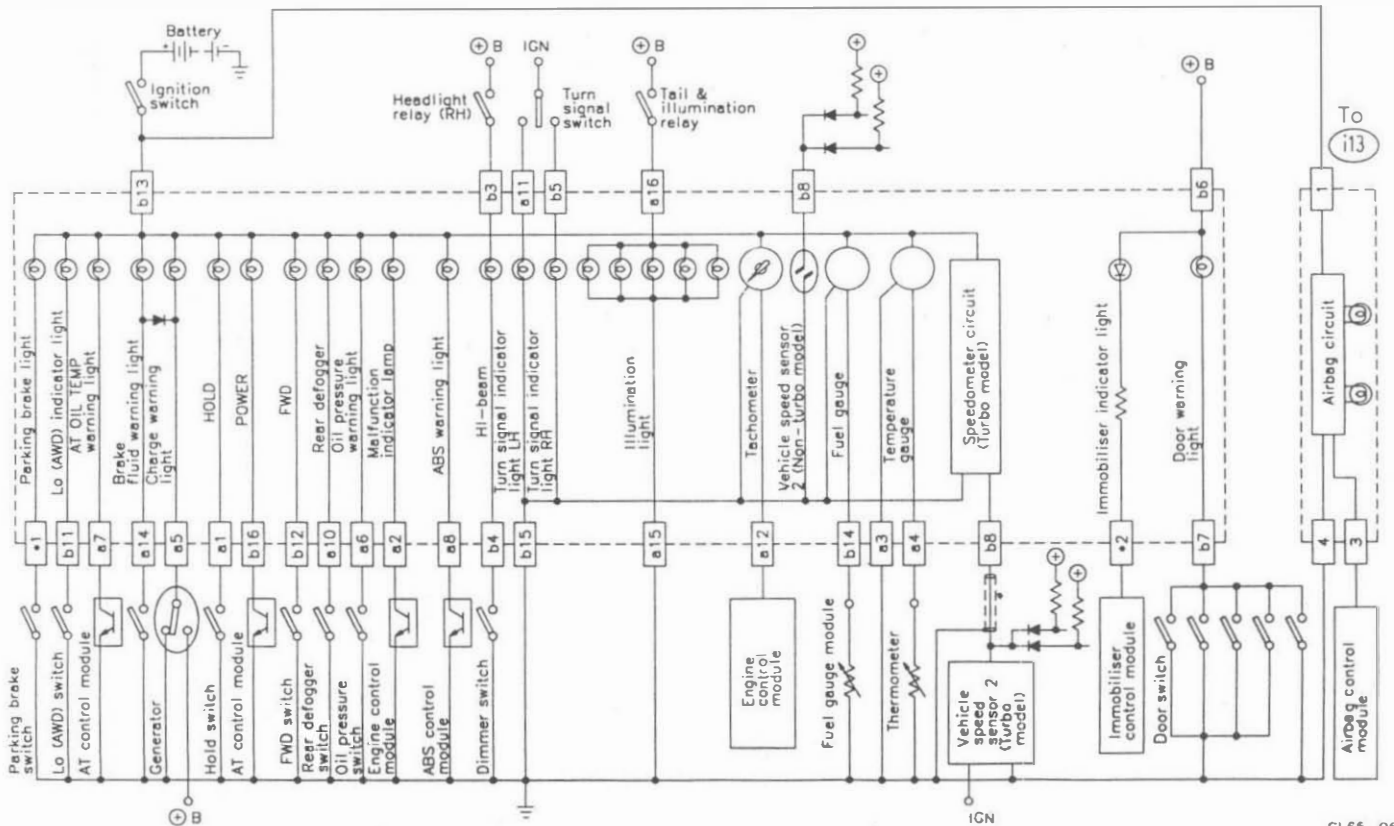 Battery
+
-
Ignition
switch
⊕ B
IGN
Headlight
relay (RH)
Turn
signal
switch
⊕ B
Tail &
illumination
relay
⊕
⊕
⊕ B
To
i13
b13
b3
a11
b5
a16
b8
b6
1
Parking brake light
Lo (AWD) indicator light
AT OIL TEMP
warning light
Brake
fluid warning light
Charge warning
light
HOLD
POWER
FWD
Rear defogger
Oil pressure
warning light
Malfunction
indicator lamp
ABS warning light
HI-beam
Turn signal indicator
light LH
Turn signal indicator
light RH
Illumination
light
Tachometer
Vehicle speed sensor
2 (Non-turbo model)
Fuel gauge
Temperature
gauge
Speedometer circuit
(Turbo model)
Immobiliser indicator light
Door warning
light
Airbag circuit
*1
b11
a7
a14
a5
a1
b16
b12
a10
a6
a2
a8
b4
b15
a15
a12
b14
a3
a4
b8
*2
b7
4
3
Parking brake
switch
Lo (AWD) switch
AT control module
Generator
Hold switch
AT control module
FWD switch
Rear defogger
switch
Oil pressure
switch
Engine control
module
ABS control
module
Dimmer switch
Engine
control
module
Fuel gauge module
Thermometer
Vehicle
speed
sensor 2
(Turbo
model)
⊕
⊕
Immobiliser
control module
Door switch
Airbag control
module
⊕ B
IGN